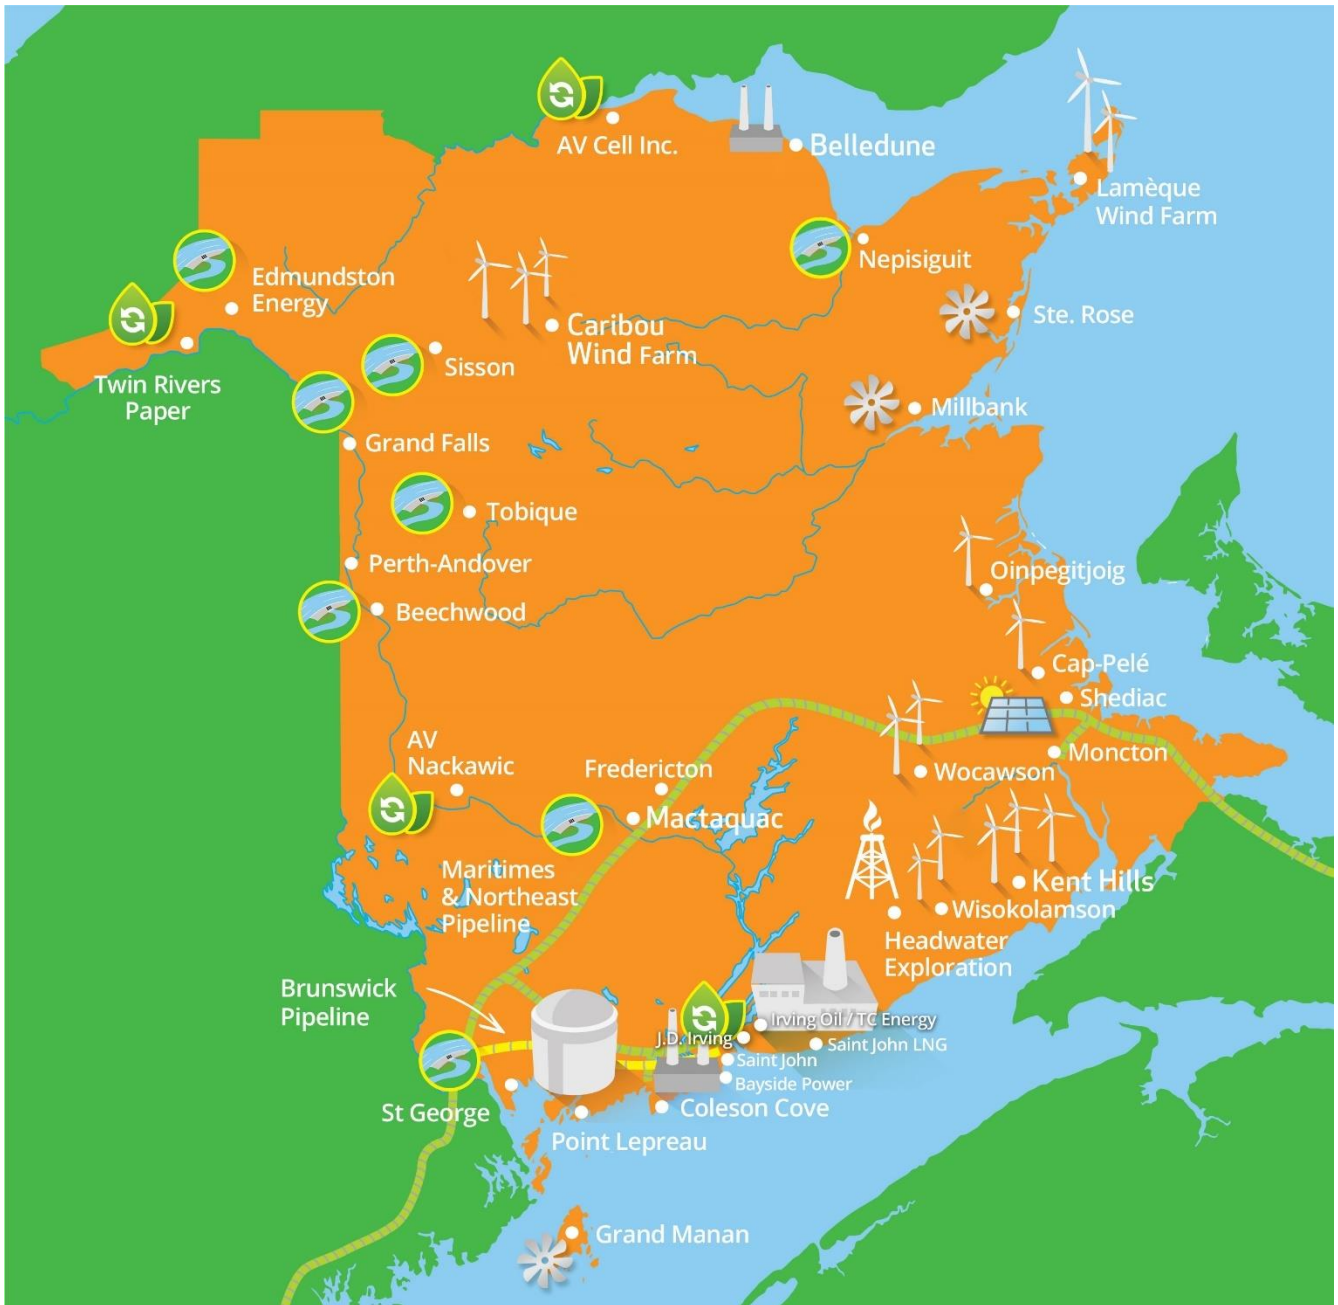 AV Cell Inc.
Belledune
Lamèque
Wind Farm
Nepisiguit
Edmundston
Energy
Caribou
Wind Farm
Ste. Rose
Sisson
Twin Rivers
Paper
Millbank
Grand Falls
Tobique
Perth-Andover
Oinpegitjoig
Beechwood
Cap-Pelé
Shediac
AV
Nackawic
Moncton
Fredericton
Wocawson
Mactaquac
Maritimes
& Northeast
Pipeline
Kent Hills
Wisokolamson
Headwater
Exploration
Brunswick
Pipeline
Irving Oil / TC Energy
J.D. Irving
Saint John LNG
Saint John
Bayside Power
St George
Coleson Cove
Point Lepreau
Grand Manan